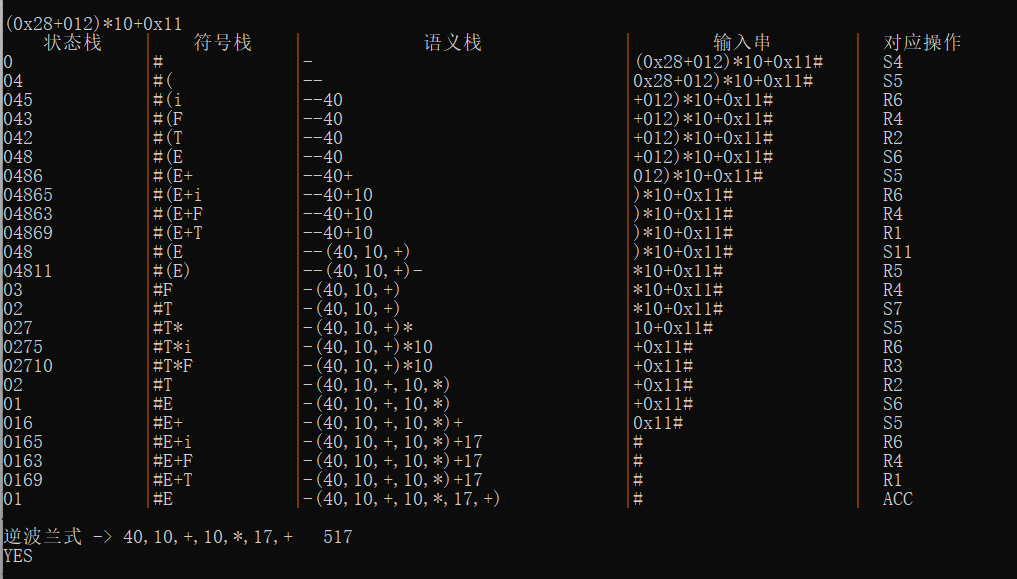 (0x28+012)*10+0x11
状态栈 | 符号栈 | 语义栈 | 输入串 | 对应操作
0 |# |- |(0x28+012)*10+0x11# | S4
04 |#( |-- |0x28+012)*10+0x11# | S5
045 |#(i |--40 |+012)*10+0x11# | R6
043 |#(F |--40 |+012)*10+0x11# | R4
042 |#(T |--40 |+012)*10+0x11# | R2
048 |#(E |--40 |+012)*10+0x11# | S6
0486 |#(E+ |--40+ |012)*10+0x11# | S5
04865 |#(E+i |--40+10 |)*10+0x11# | R6
04863 |#(E+F |--40+10 |)*10+0x11# | R4
04869 |#(E+T |--40+10 |)*10+0x11# | R1
048 |#(E |--(40,10,+) |)*10+0x11# | S11
04811 |#(E) |--(40,10,+)- |*10+0x11# | R5
03 |#F |-(40,10,+) |*10+0x11# | R4
02 |#T |-(40,10,+) |*10+0x11# | S7
027 |#T* |-(40,10,+)* |10+0x11# | S5
0275 |#T*i |-(40,10,+)*10 |+0x11# | R6
02710 |#T*F |-(40,10,+)*10 |+0x11# | R3
02 |#T |-(40,10,+,10,*) |+0x11# | R2
01 |#E |-(40,10,+,10,*) |+0x11# | S6
016 |#E+ |-(40,10,+,10,*)+ |0x11# | S5
0165 |#E+i |-(40,10,+,10,*)+17 |# | R6
0163 |#E+F |-(40,10,+,10,*)+17 |# | R4
0169 |#E+T |-(40,10,+,10,*)+17 |# | R1
01 |#E |-(40,10,+,10,*,17,+) |# | ACC
逆波兰式 -> 40,10,+,10,*,17,+ 517
YES